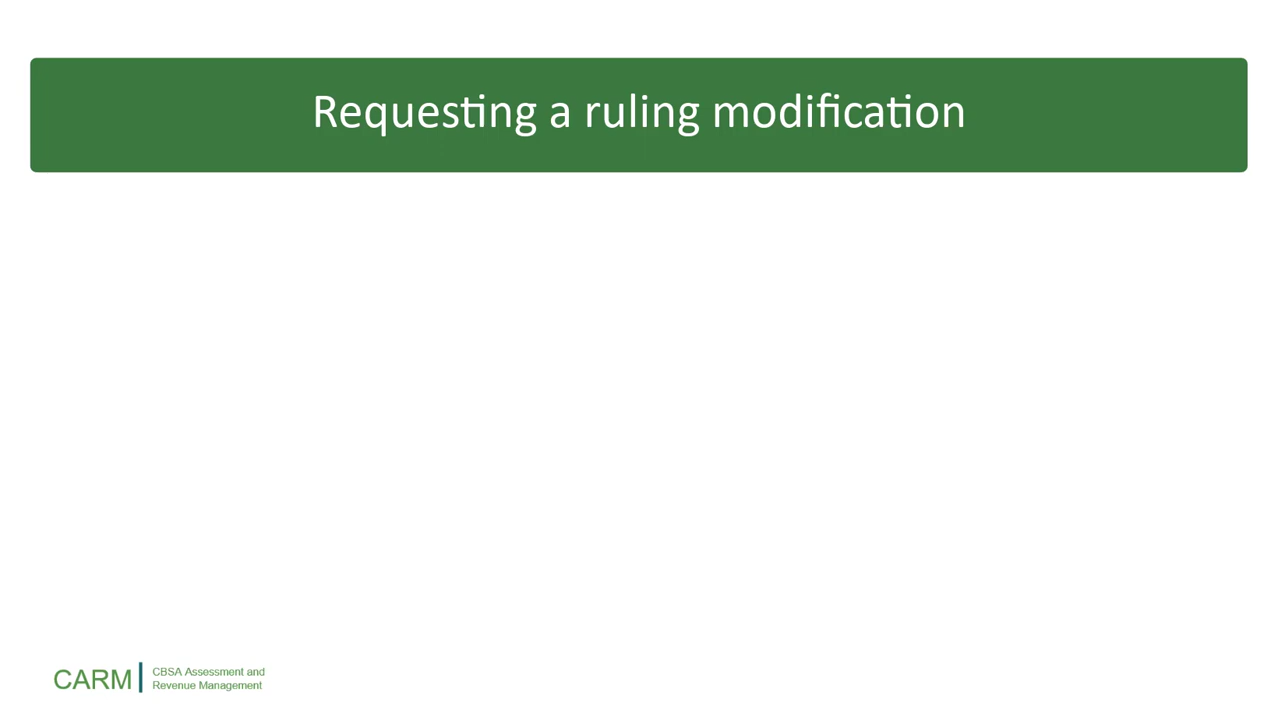 Requesting a ruling modification
CARM
CBSA Assessment and
Revenue Management